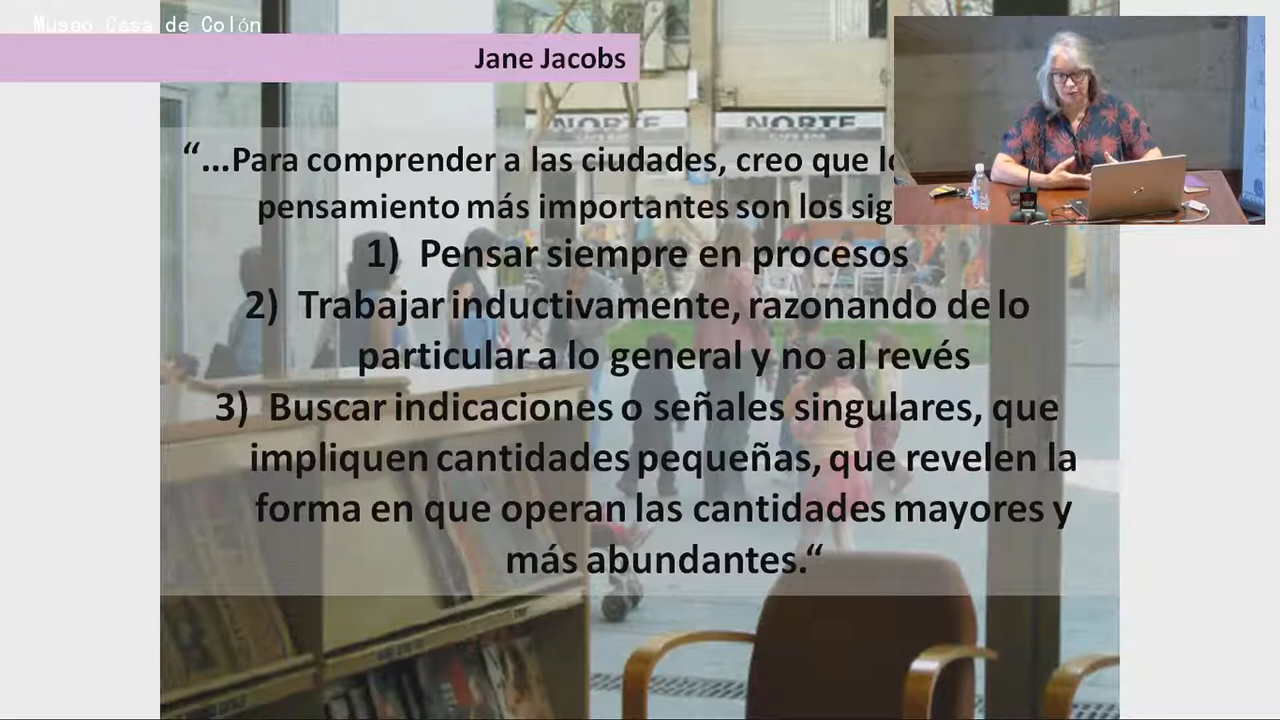 Museo Casa de Colón
Jane Jacobs
NORTE
NORTE
“...Para comprender a las ciudades, creo que
pensamiento más importantes son los
1) Pensar siempre en procesos
2) Trabajar inductivamente, razonando de lo
particular a lo general y no al revés
3) Buscar indicaciones o señales singulares, que
impliquen cantidades pequeñas, que revelen la
forma en que operan las cantidades mayores y
más abundantes.“